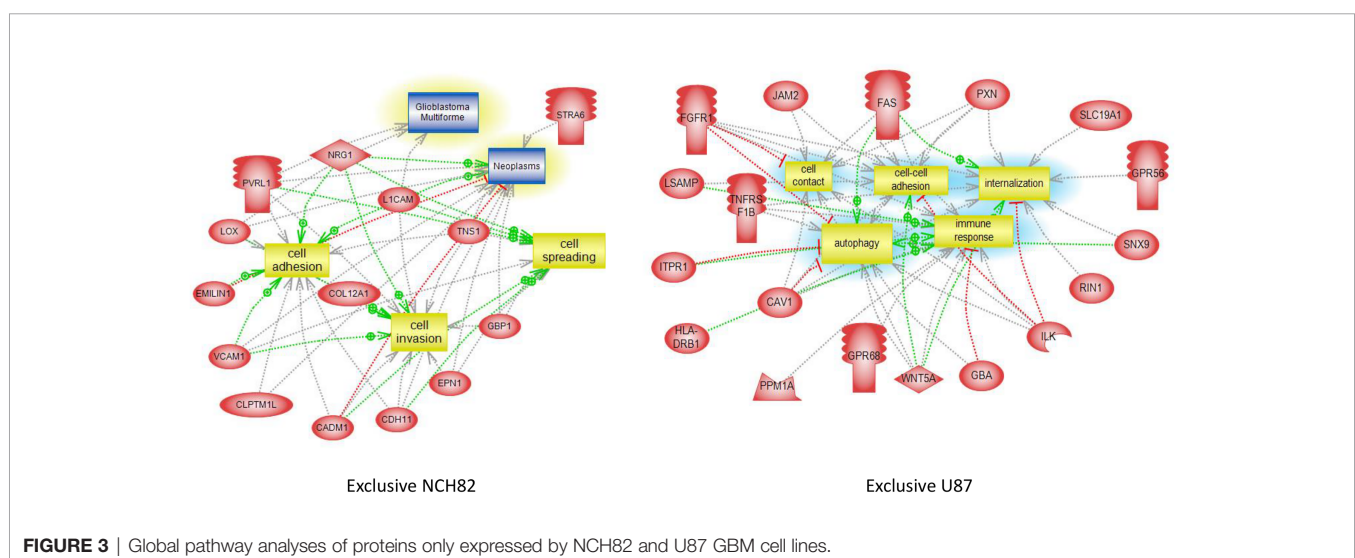 Glioblastoma
Multiforme
STRA6
NRG1
Neoplasms
PVRL1
L1CAM
LOX
TNS1
cell
adhesion
cell
spreading
EMILIN1
COL12A1
cell
invasion
GBP1
VCAM1
EPN1
CLPTM1L
CADM1
CDH11
Exclusive NCH82
JAM2
FAS
PXN
FGFR1
SLC19A1
cell
contact
cell-cell
adhesion
internalization
GPR56
LSAMP
TNFRS
F1B
autophagy
immune
response
SNX9
ITPR1
CAV1
RIN1
HLA-
DRB1
ILK
GPR68
PPM1A
WNT5A
GBA
Exclusive U87
FIGURE 3 | Global pathway analyses of proteins only expressed by NCH82 and U87 GBM cell lines.